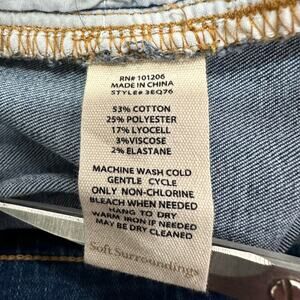 RN# 101206
MADE IN CHINA
STYLE# 3EQ76
53% COTTON
25% POLYESTER
17% LYOCELL
3%VISCOSE
2% ELASTANE
MACHINE WASH COLD
GENTLE CYCLE
ONLY NON-CHLORINE
BLEACH WHEN NEEDED
HANG TO DRY
WARM IRON IF NEEDED
MAY BE DRY CLEANED
Soft Surroundings